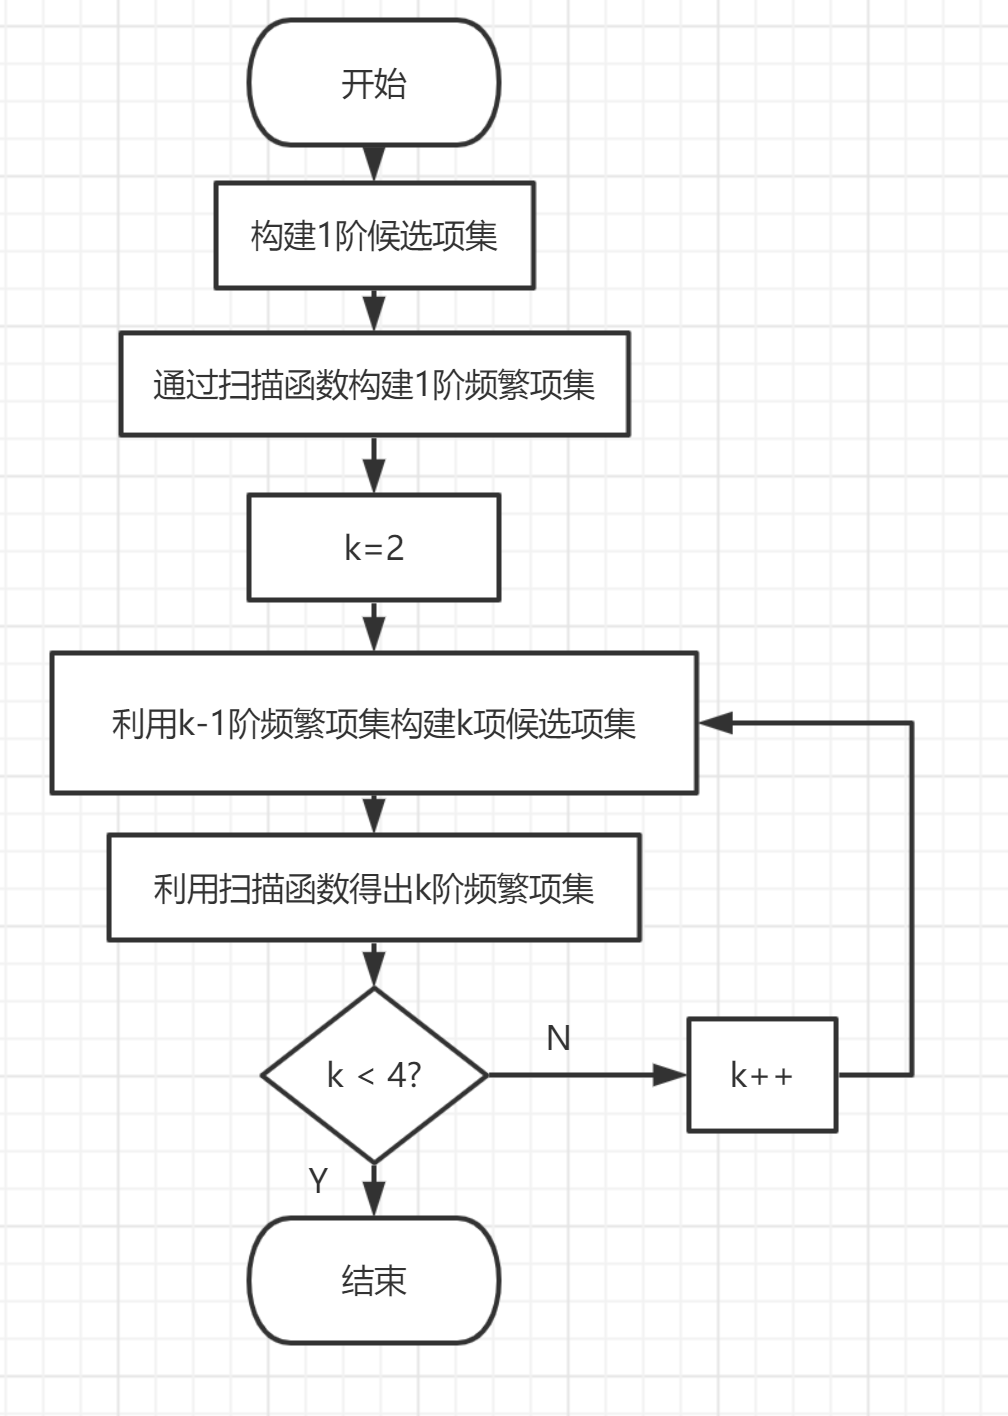 开始
构建1阶候选项集
通过扫描函数构建1阶频繁项集
k=2
利用k-1阶频繁项集构建k项候选项集
利用扫描函数得出k阶频繁项集
k < 4?
N
k++
Y
结束